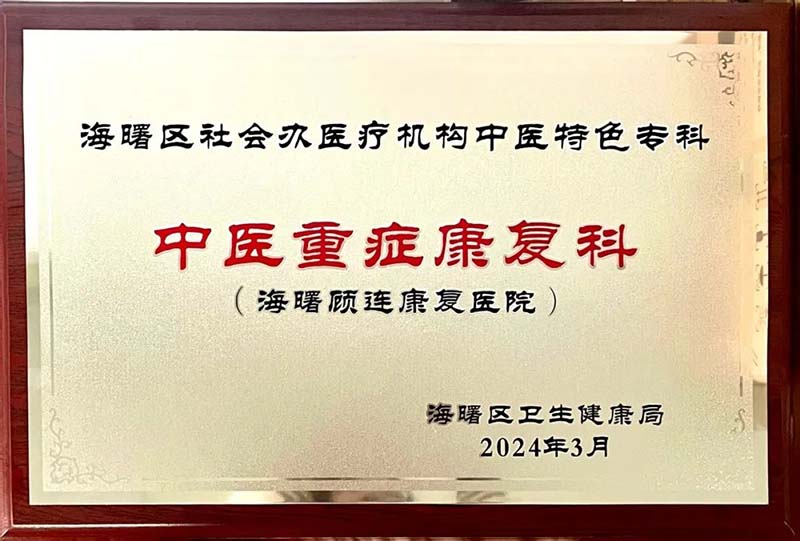 海曙区社会办医疗机构中医特色专科
中医重症康复科
（海曙顾连康复医院）
海曙区卫生健康局
2024年3月